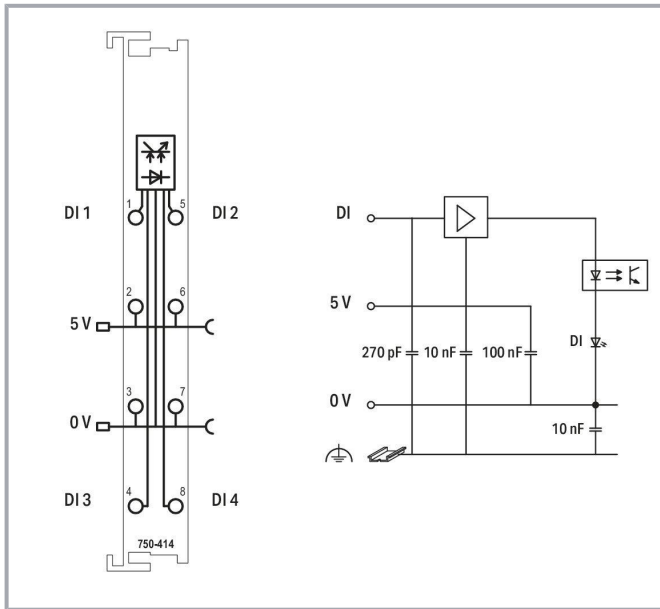 1
5
DI 1
DI 2
2
6
5 V
3
7
0 V
4
8
DI 3
DI 4
750-414
DI
5 V
270 pF
10 nF
100 nF
DI
0 V
10 nF